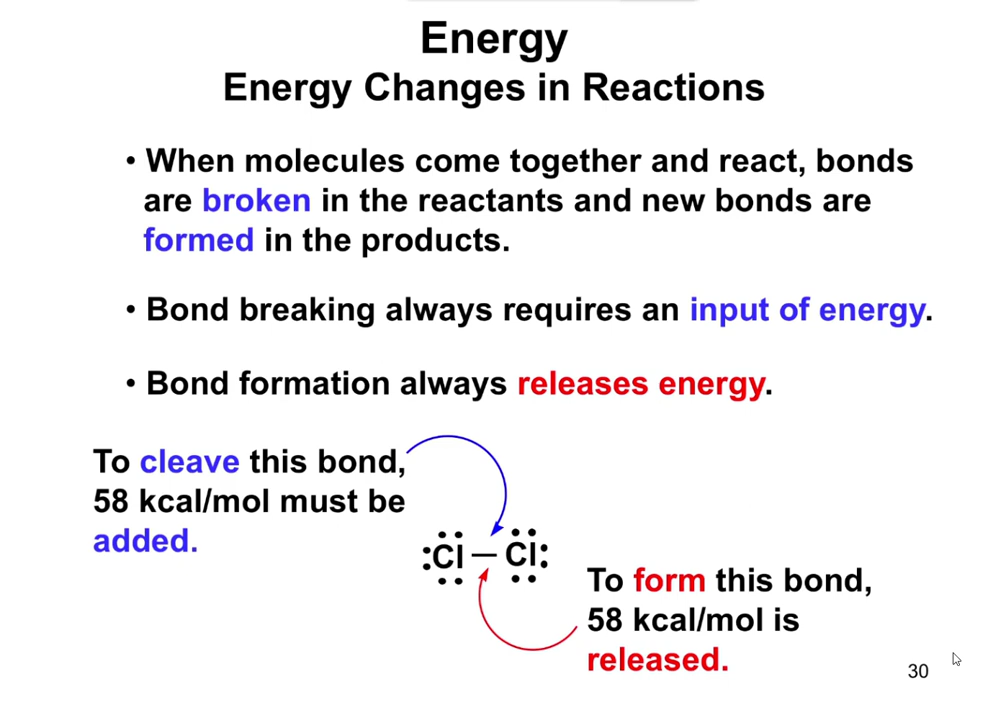 Energy
Energy Changes in Reactions
• When molecules come together and react, bonds
are broken in the reactants and new bonds are
formed in the products.
• Bond breaking always requires an input of energy.
• Bond formation always releases energy.
To cleave this bond,
58 kcal/mol must be
added.
:Cl — Cl:
To form this bond,
58 kcal/mol is
released.
30